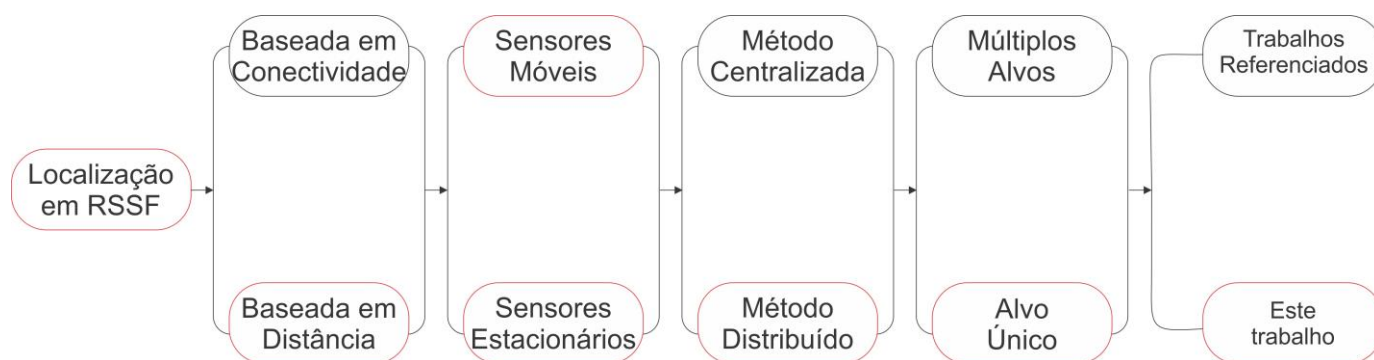 Localização
em RSSF
Baseada em
Conectividade
Baseada em
Distância
Sensores
Móveis
Sensores
Estacionários
Método
Centralizada
Método
Distribuído
Múltiplos
Alvos
Alvo
Único
Trabalhos
Referenciados
Este
trabalho